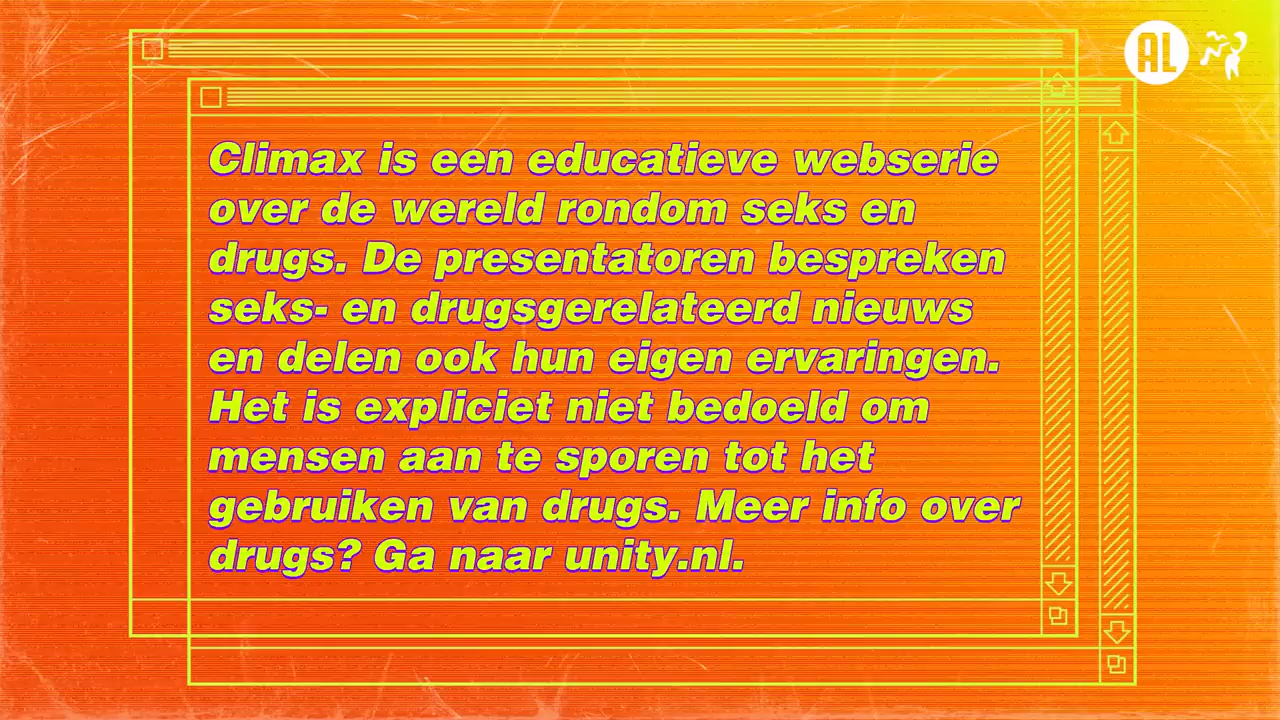 AL
Climax is een educatieve webserie
over de wereld rondom seks en
drugs. De presentatoren bespreken
seks- en drugsgerelateerd nieuws
en delen ook hun eigen ervaringen.
Het is expliciet niet bedoeld om
mensen aan te sporen tot het
gebruiken van drugs. Meer info over
drugs? Ga naar unity.nl.